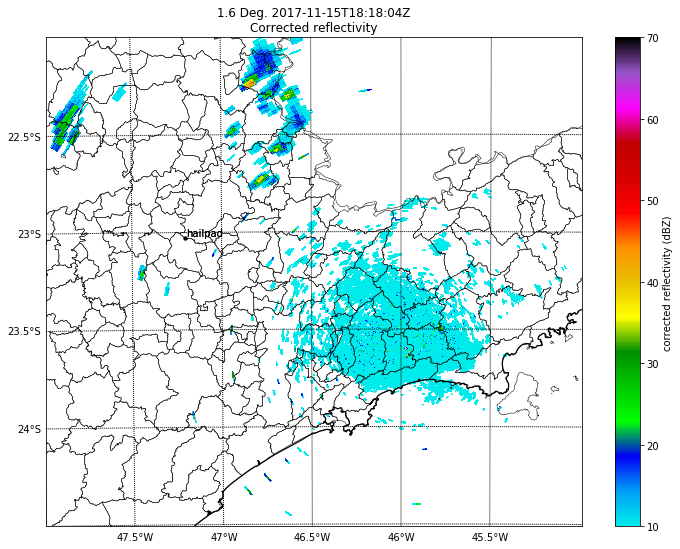 1.6 Deg. 2017-11-15T18:18:04Z
Corrected reflectivity
22.5°S
23°S
23.5°S
24°S
hailpad
47.5°W
47°W
46.5°W
46°W
45.5°W
70
60
50
40
30
20
10
corrected reflectivity (dBZ)